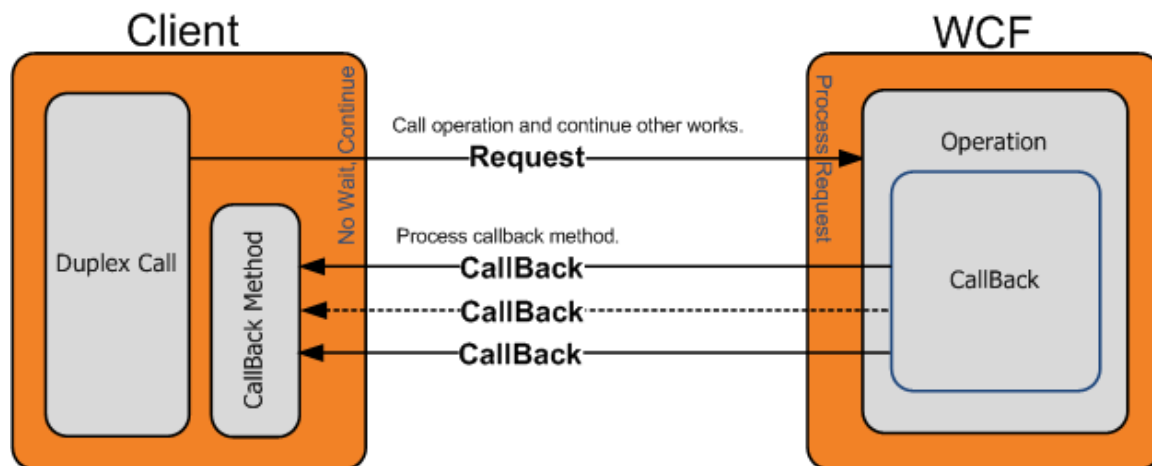 Client
WCF
No Wait, Continue
Process Request
Call operation and continue other works.
Request
Operation
Duplex Call
CallBack Method
Process callback method.
CallBack
CallBack
CallBack
CallBack